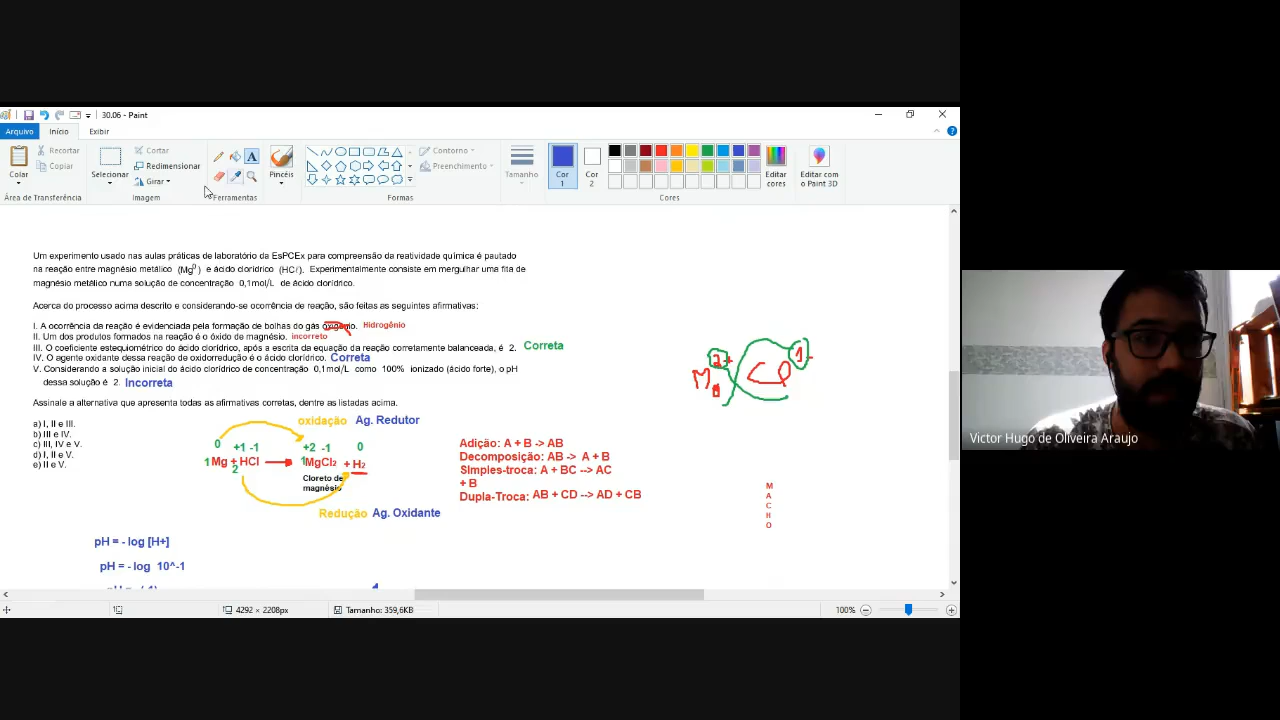 30.06 - Paint
Arquivo Início Exibir
Colar
Recortar
Copiar
Área de Transferência
Selecionar
Cortar
Redimensionar
Girar
Imagem
A
Ferramentas
Pincéis
Formas
Contorno
Preenchimento
Tamanho
Cor 1
Cor 2
Cores
Editar cores
Editar com o Paint 3D
Um experimento usado nas aulas práticas de laboratório da EsPCEx para compreensão da reatividade química é pautado
na reação entre magnésio metálico (Mg⁰) e ácido clorídrico (HCℓ). Experimentalmente consiste em mergulhar uma fita de
magnésio metálico numa solução de concentração 0,1mol/L de ácido clorídrico.
Acerca do processo acima descrito e considerando-se ocorrência de reação, são feitas as seguintes afirmativas:
I. A ocorrência da reação é evidenciada pela formação de bolhas do gás oxigênio. Hidrogênio
II. Um dos produtos formados na reação é o óxido de magnésio. incorreto
III. O coeficiente estequiométrico do ácido clorídrico, após a escrita da equação da reação corretamente balanceada, é 2. Correta
IV. O agente oxidante dessa reação de oxidorredução é o ácido clorídrico. Correta
V. Considerando a solução inicial do ácido clorídrico de concentração 0,1mol/L como 100% ionizado (ácido forte), o pH
dessa solução é 2. Incorreta
Assinale a alternativa que apresenta todas as afirmativas corretas, dentre as listadas acima.
a) I, II e III.
b) III e IV.
c) III, IV e V.
d) I, II e V.
e) II e V.
oxidação Ag. Redutor
0 +1 -1 +2 -1 0
1 Mg + 2 HCl 1 MgCl2 + H2
Cloreto de
magnésio
Redução Ag. Oxidante
Adição: A + B -> AB
Decomposição: AB -> A + B
SImples-troca: A + BC --> AC
+ B
Dupla-Troca: AB + CD --> AD + CB
2+ 1-
Mg Cl
M
A
C
H
O
pH = - log [H+]
pH = - log 10^-1
4292 × 2208px
Tamanho: 359,6KB
100%
Victor Hugo de Oliveira Araujo